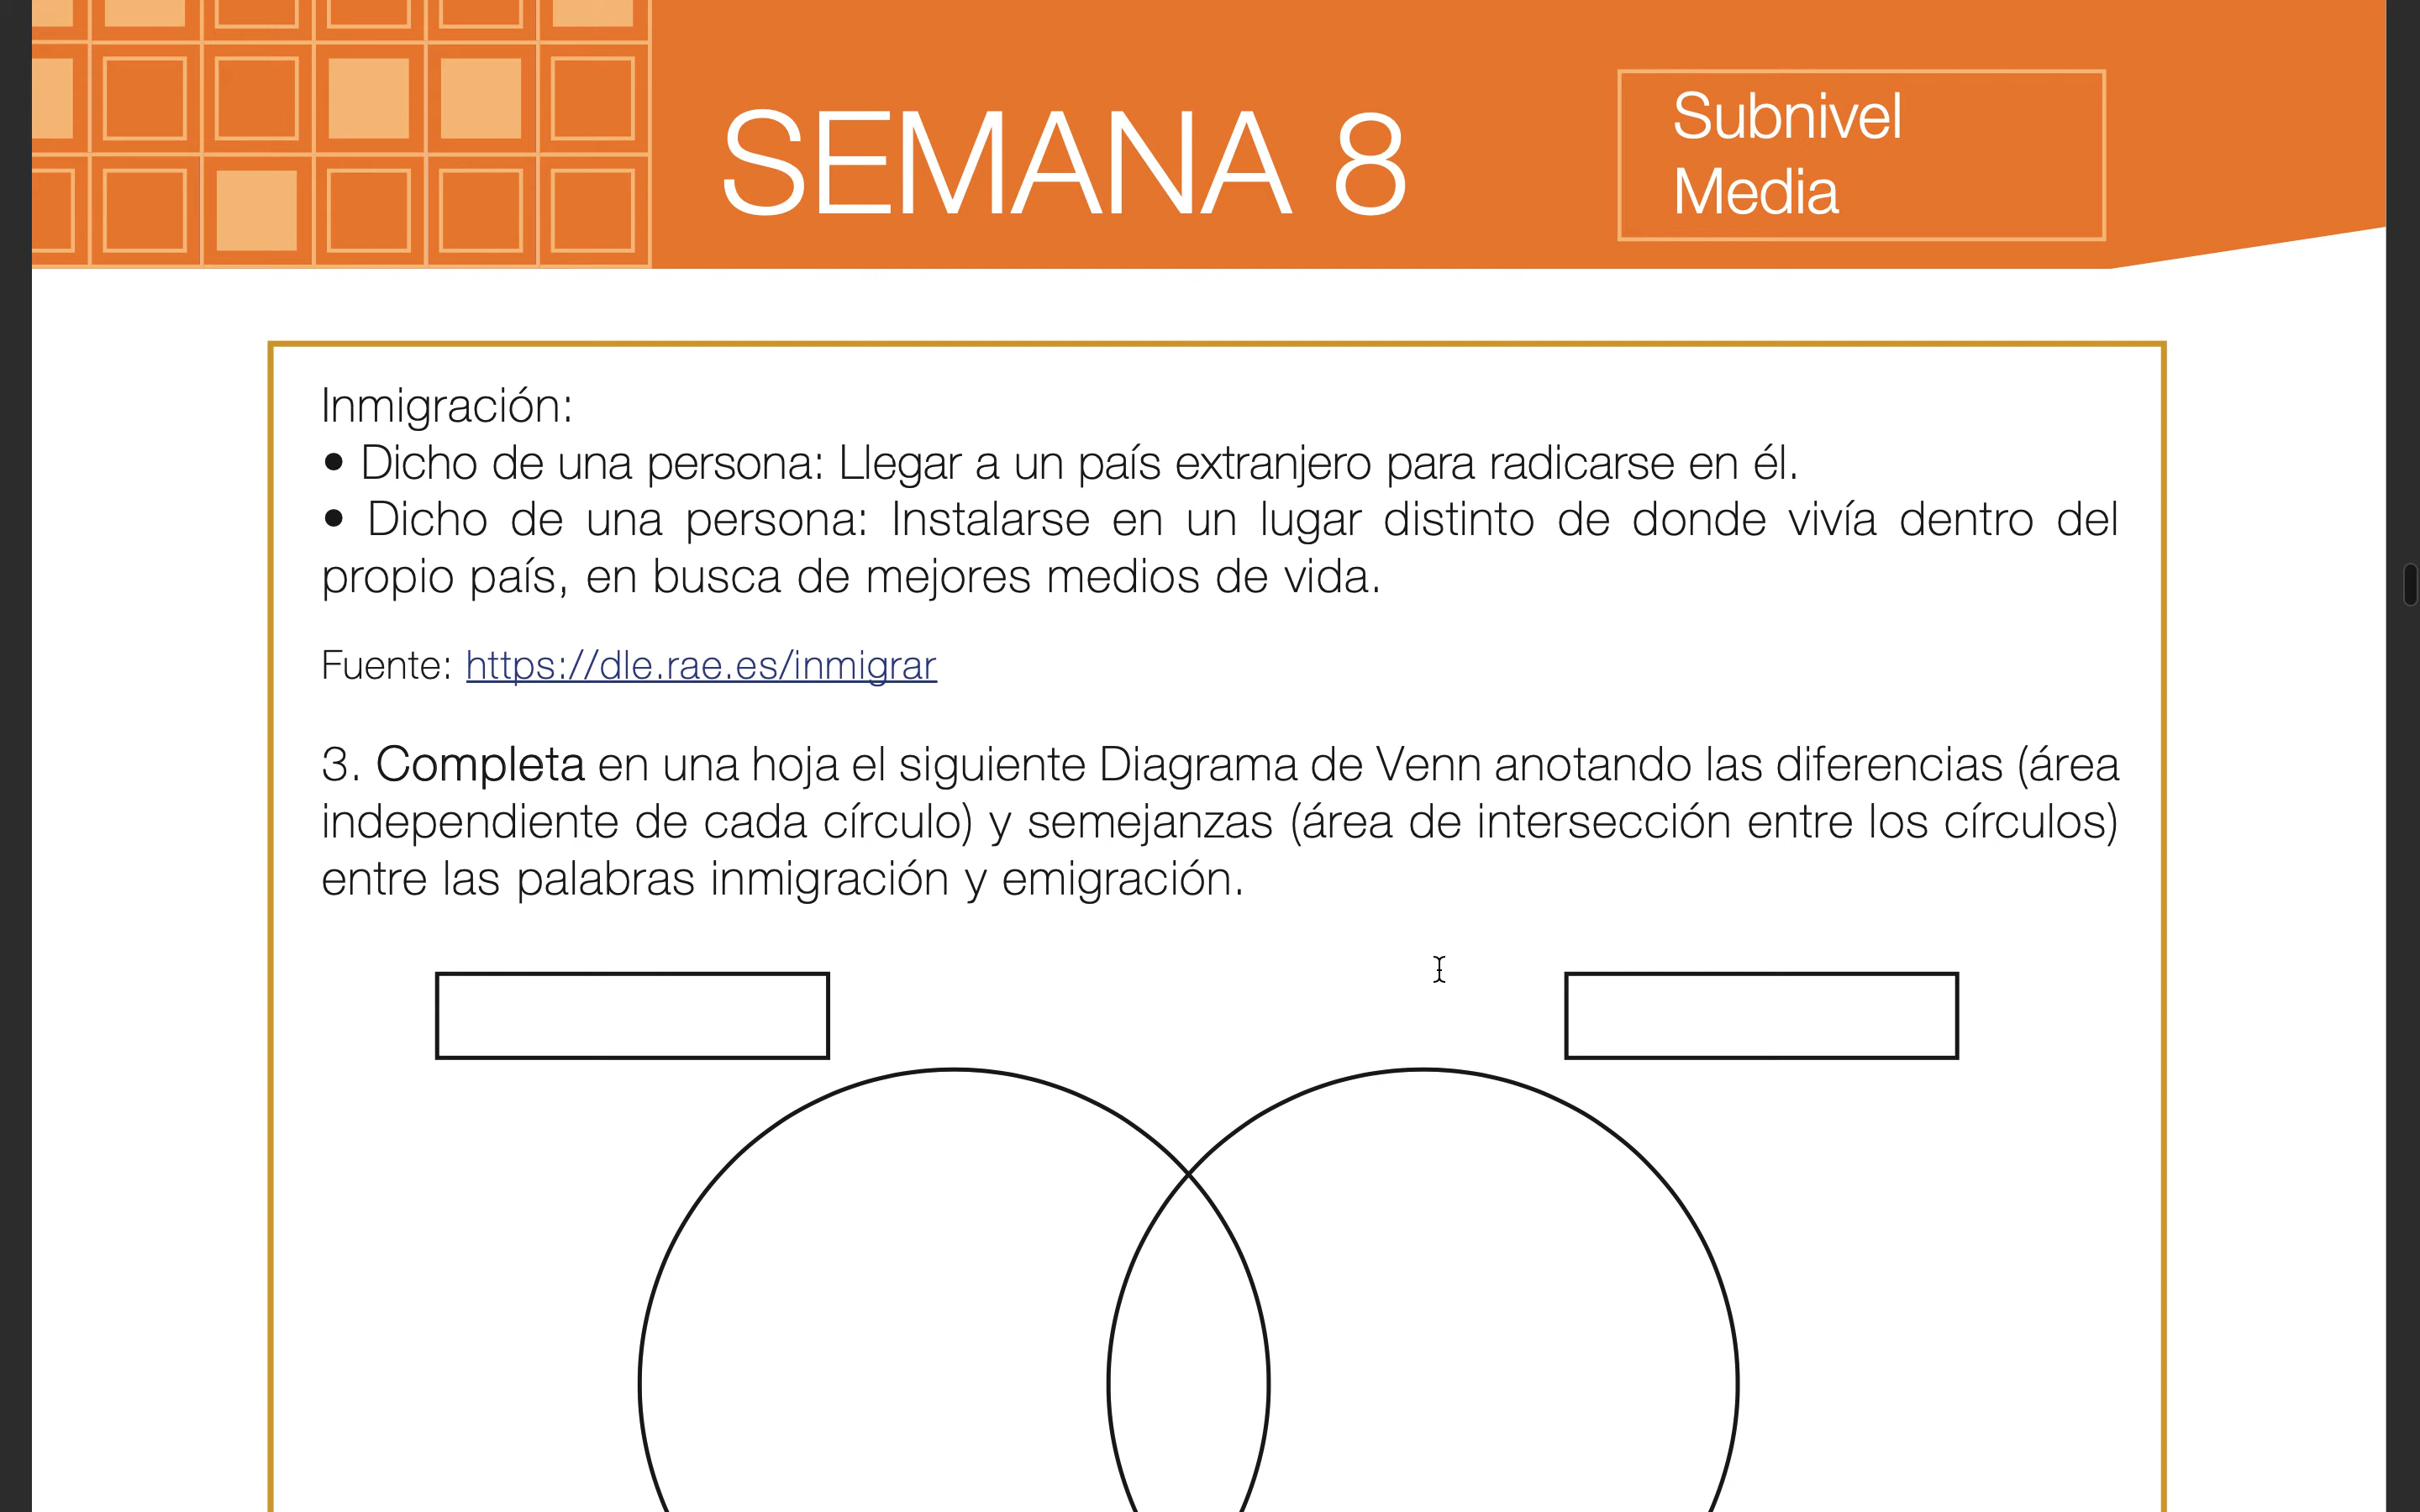 SEMANA 8
Subnivel
Media
Inmigración:
● Dicho de una persona: Llegar a un país extranjero para radicarse en él.
● Dicho de una persona: Instalarse en un lugar distinto de donde vivía dentro del
propio país, en busca de mejores medios de vida.
Fuente: https://dle.rae.es/inmigrar
3. Completa en una hoja el siguiente Diagrama de Venn anotando las diferencias (área
independiente de cada círculo) y semejanzas (área de intersección entre los círculos)
entre las palabras inmigración y emigración.